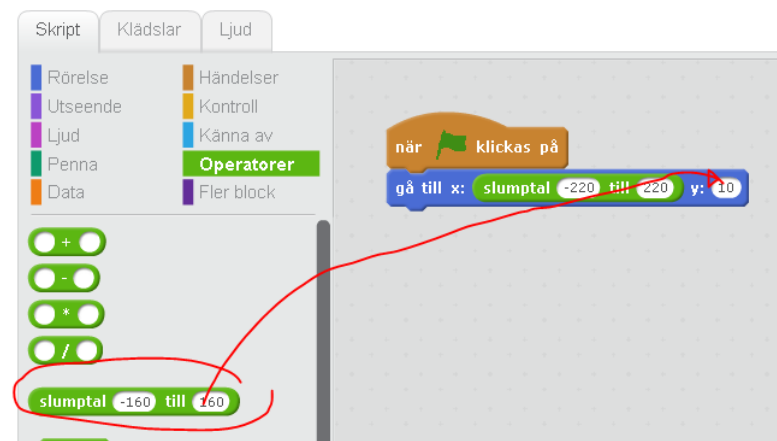 Skript Klädslar Ljud
Rörelse Händelser
Utseende Kontroll
Ljud Känna av
Penna Operatorer
Data Fler block
+
-
*
/
slumptal -160 till 160
när klickas på
gå till x: slumptal -220 till 220 y: 10